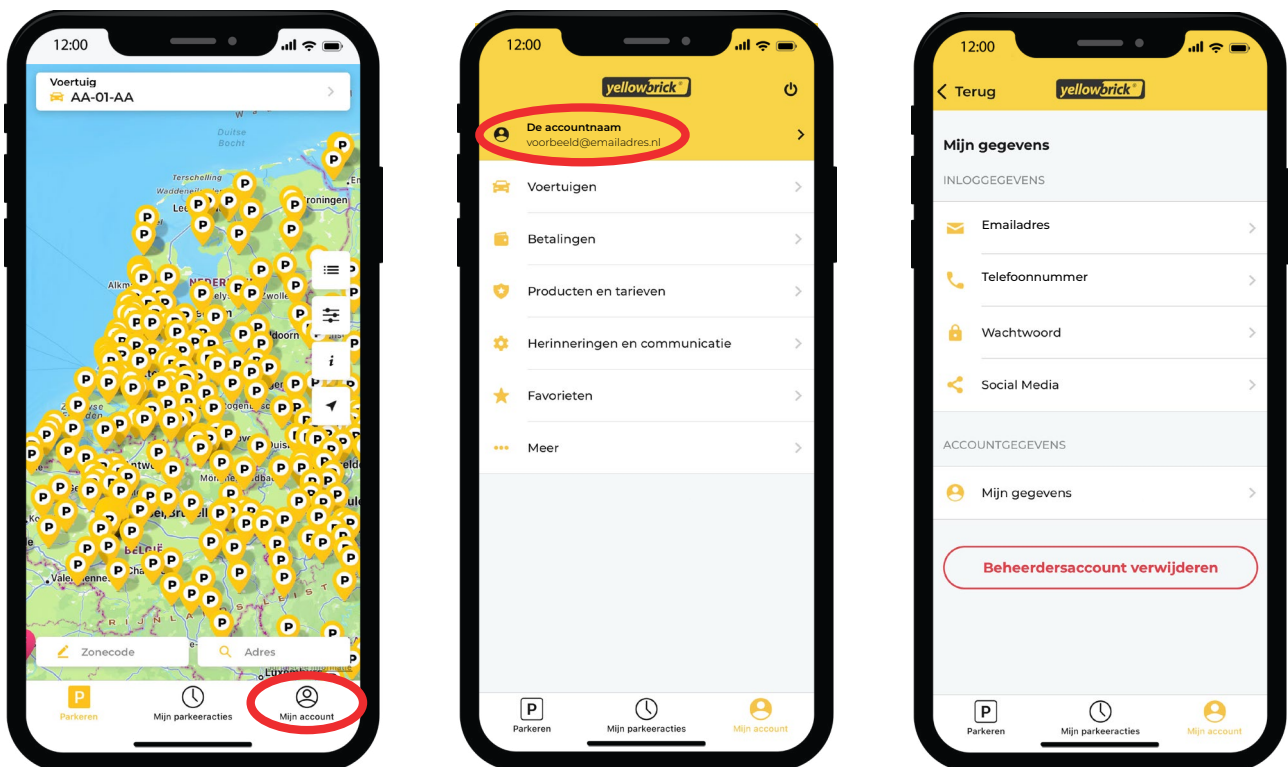 12:00
Voertuig
AA-01-AA
Duitse
Bocht
Terschelling
Zonecode
Adres
Parkeren
Mijn parkeeracties
Mijn account
12:00
yellowbrick
De accountnaam
voorbeeld@emailadres.nl
Voertuigen
Betalingen
Producten en tarieven
Herinneringen en communicatie
Favorieten
Meer
P
Parkeren
Mijn parkeeracties
Mijn account
12:00
Terug
yellowbrick
Mijn gegevens
INLOGGEGEVENS
Emailadres
Telefoonnummer
Wachtwoord
Social Media
ACCOUNTGEGEVENS
Mijn gegevens
Beheerdersaccount verwijderen
P
Parkeren
Mijn parkeeracties
Mijn account